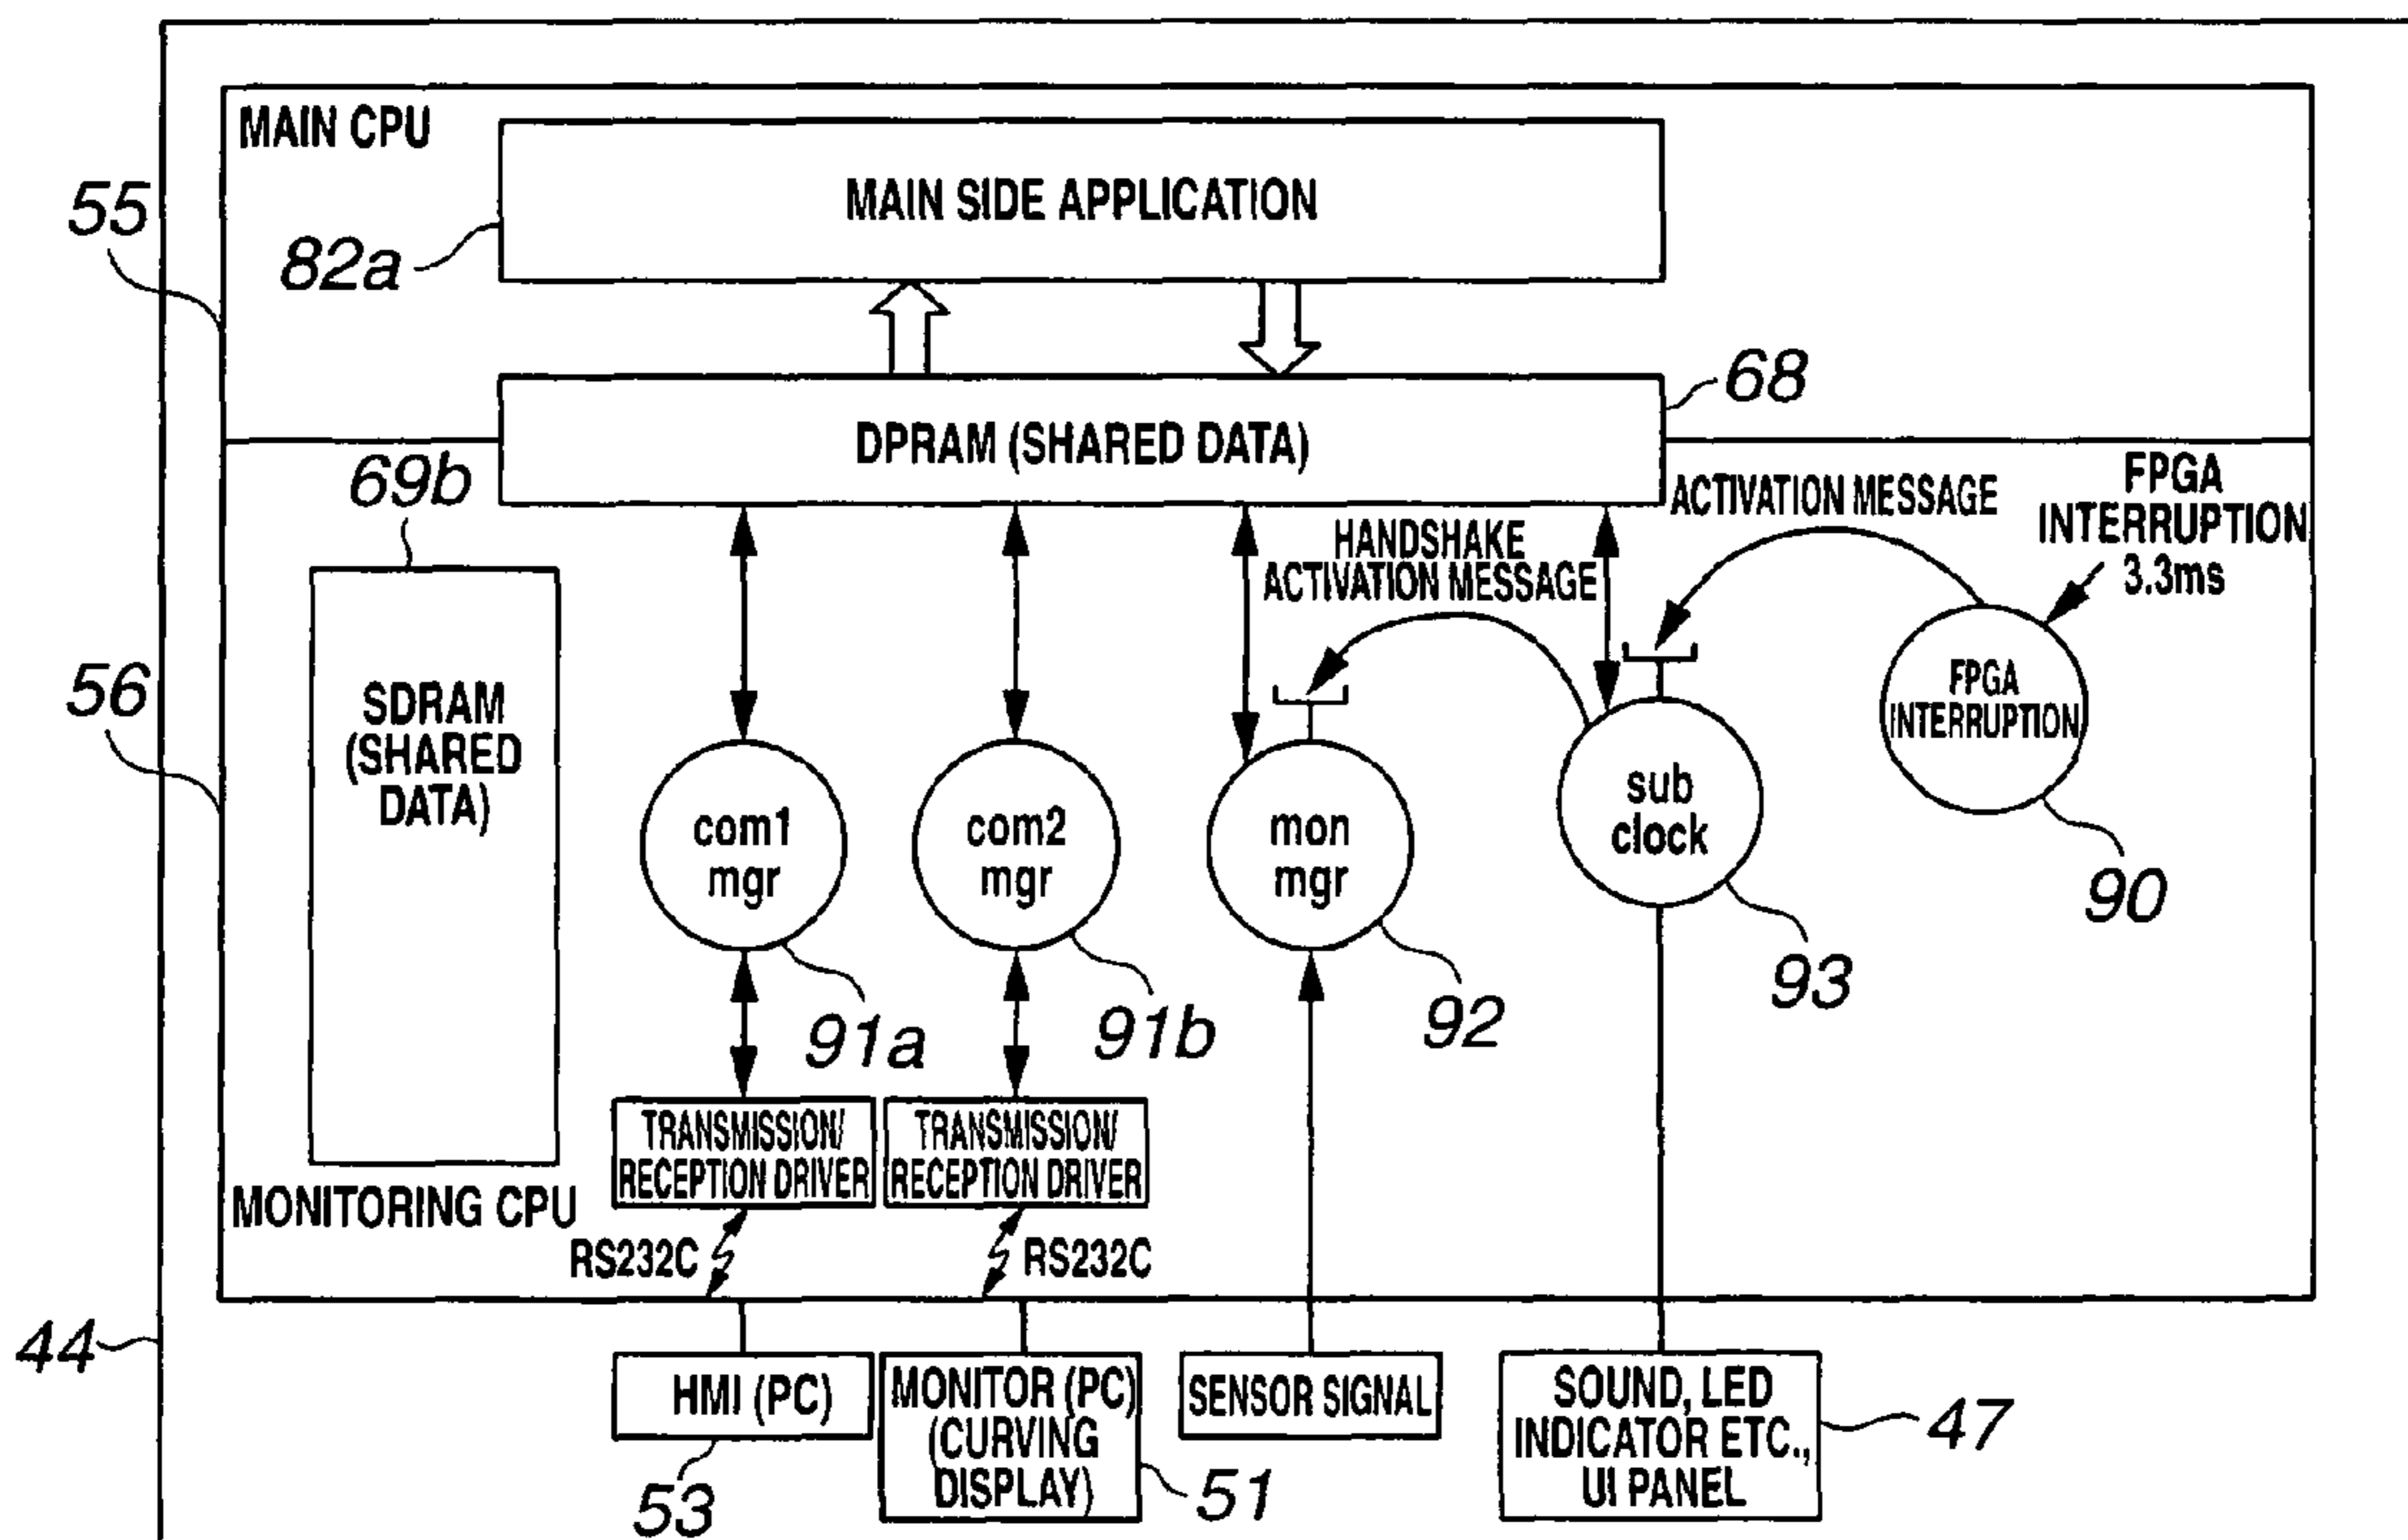 MAIN CPU
MAIN SIDE APPLICATION
55
82a
68
DPRAM (SHARED DATA)
69b
ACTIVATION MESSAGE
FPGA
INTERRUPTION
3.3ms
HANDSHAKE
ACTIVATION MESSAGE
56
SDRAM
(SHARED
DATA)
FPGA
INTERRUPTION
com1
mgr
com2
mgr
mon
mgr
sub
clock
90
93
92
91a
91b
TRANSMISSION/
RECEPTION DRIVER
TRANSMISSION/
RECEPTION DRIVER
MONITORING CPU
RS232C
RS232C
44
HMI (PC)
MONITOR (PC)
(CURVING
DISPLAY)
SENSOR SIGNAL
SOUND, LED
INDICATOR ETC.,
UI PANEL
47
53
51